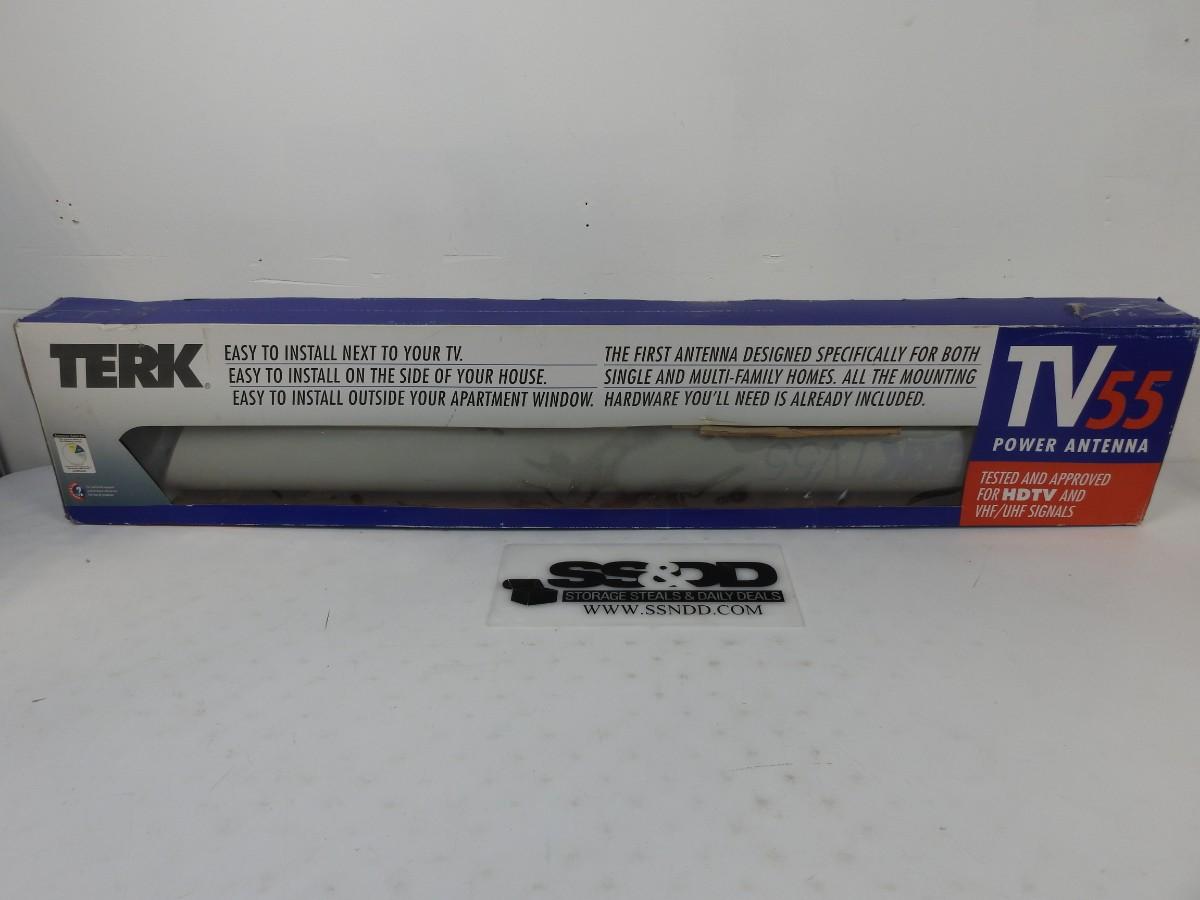 TERK®
EASY TO INSTALL NEXT TO YOUR TV.
EASY TO INSTALL ON THE SIDE OF YOUR HOUSE.
EASY TO INSTALL OUTSIDE YOUR APARTMENT WINDOW.
THE FIRST ANTENNA DESIGNED SPECIFICALLY FOR BOTH
SINGLE AND MULTI-FAMILY HOMES. ALL THE MOUNTING
HARDWARE YOU'LL NEED IS ALREADY INCLUDED.
TV55
POWER ANTENNA
TESTED AND APPROVED
FOR HDTV AND
VHF/UHF SIGNALS
SS&DD
STORAGE STEALS & DAILY DEALS
WWW.SSNDD.COM